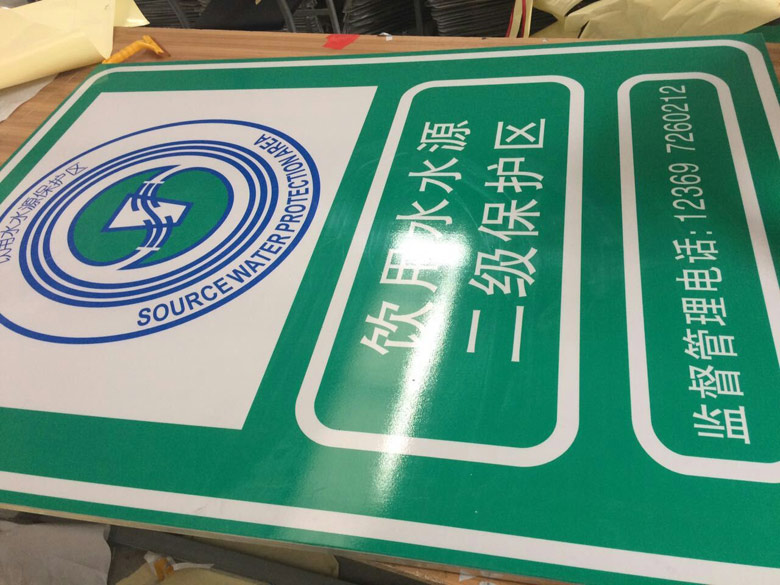 饮用水水源保护区
SOURCE WATER PROTECTION AREA
饮用水水源
二级保护区
监督管理电话: 12369 7260212